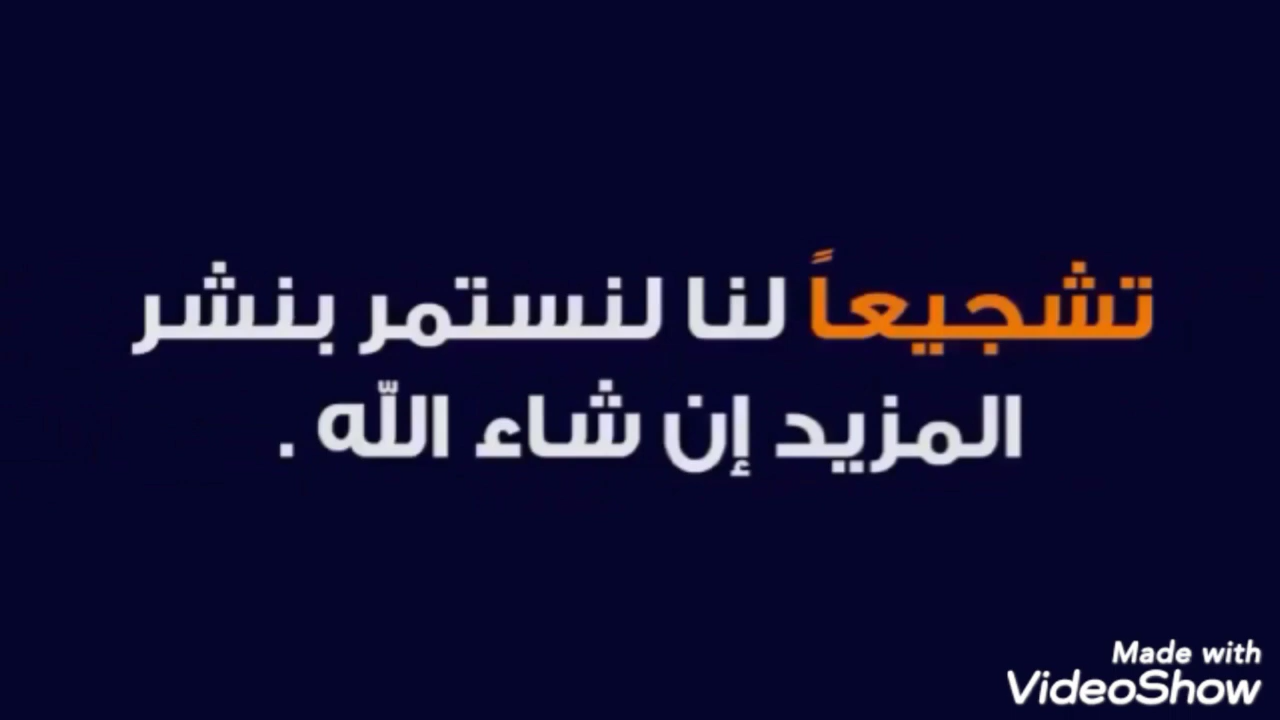 تشجيعاً لنا لنستمر بنشر
المزيد إن شاء اللّه .
Made with
VideoShow